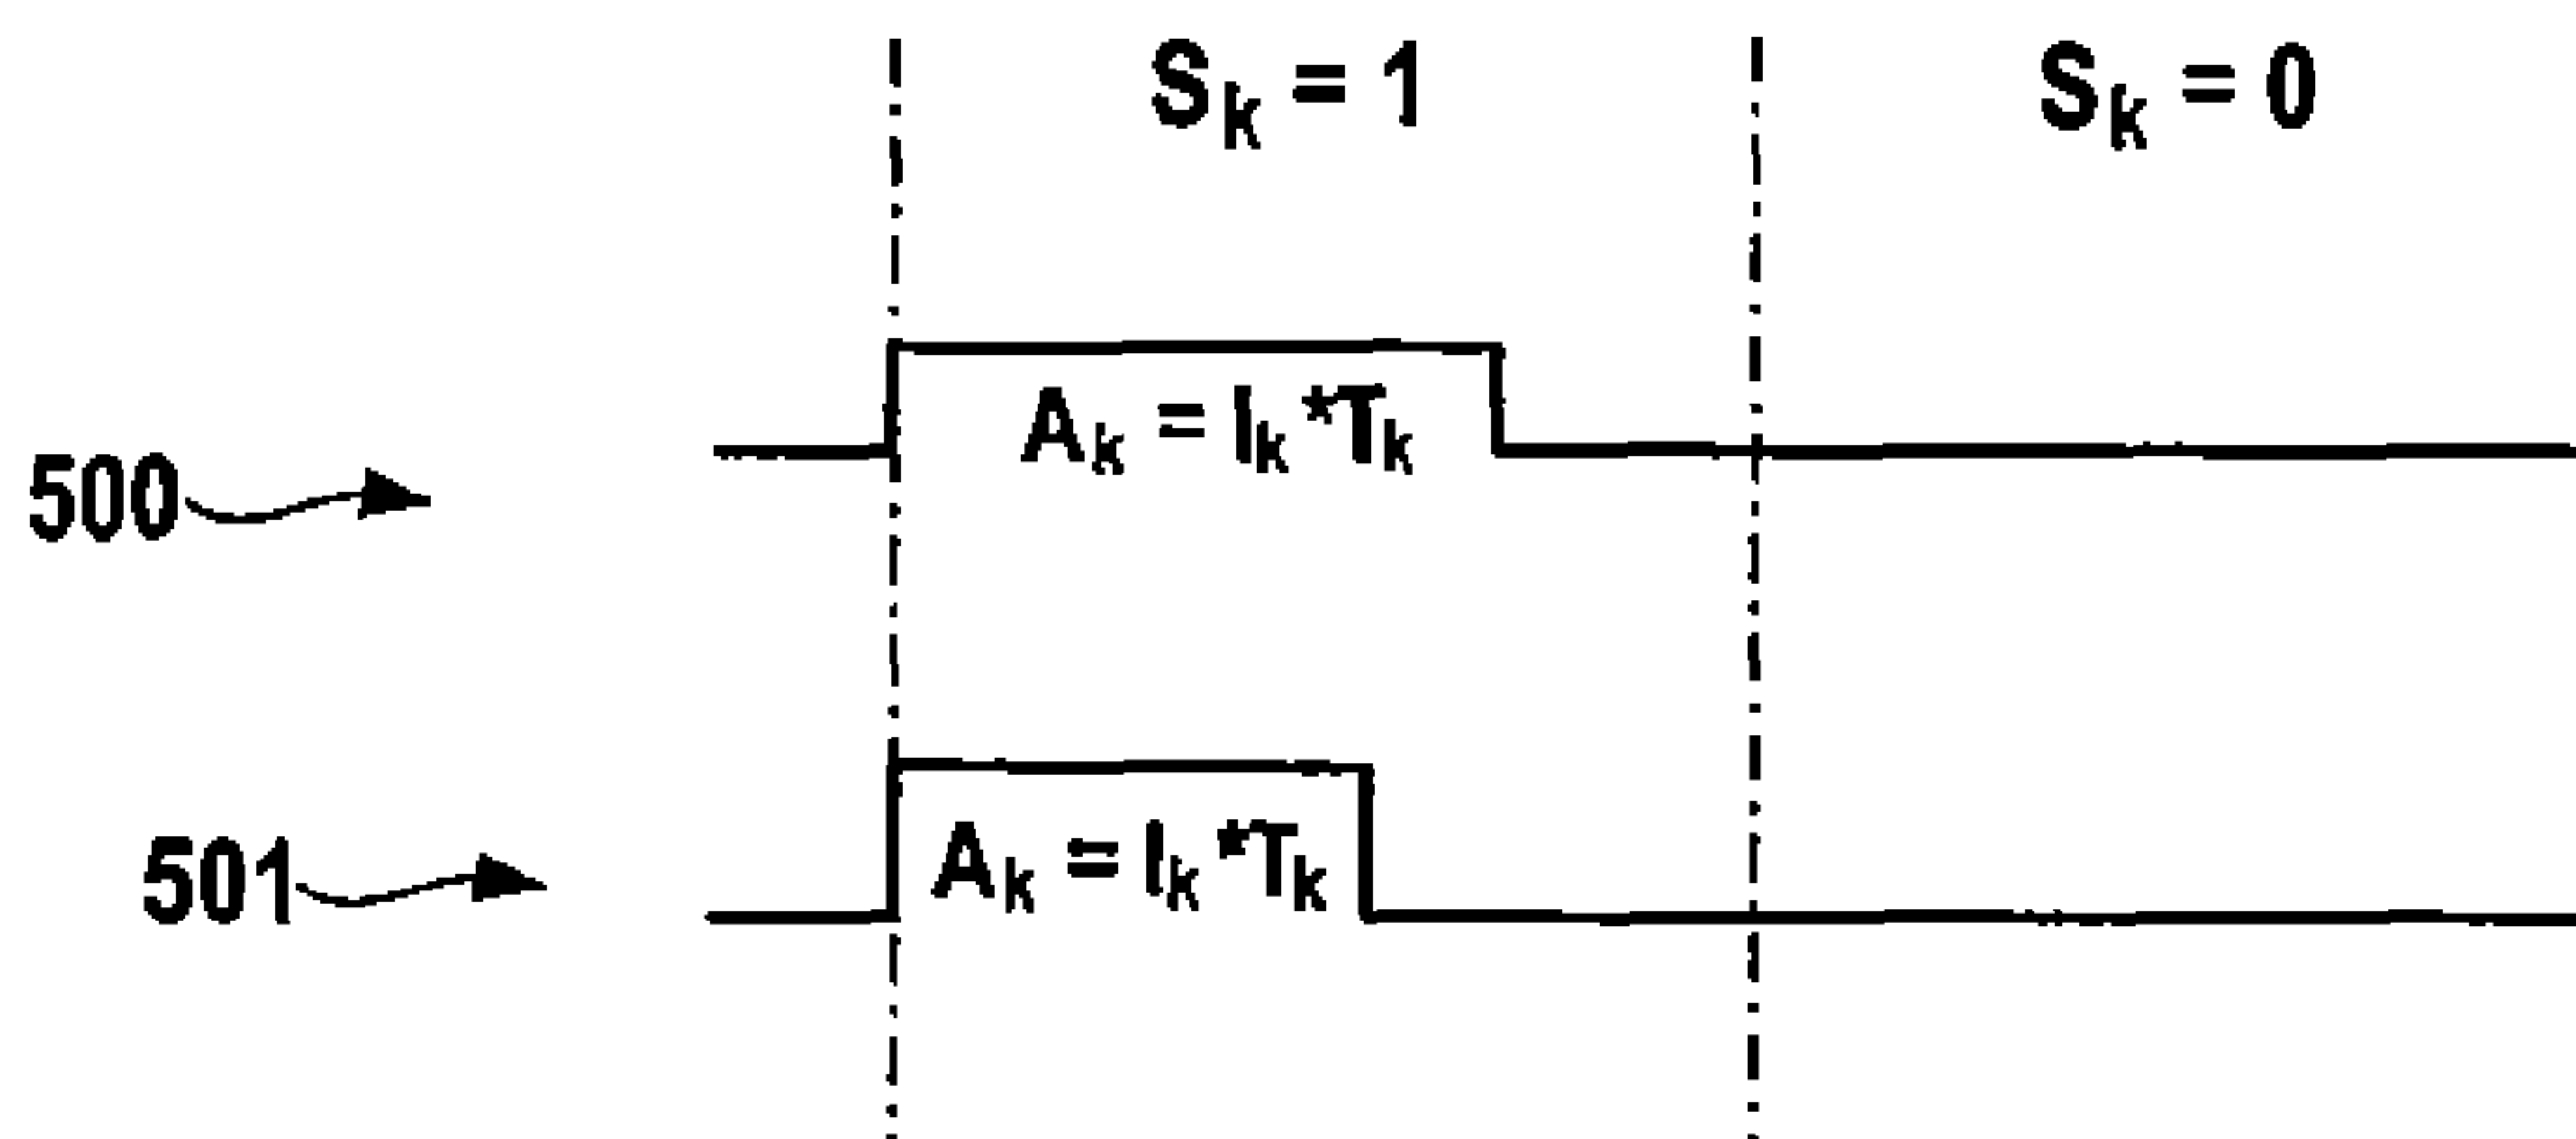 S_k = 1
S_k = 0
A_k = I_k*T_k
500
A_k = I_k*T_k
501